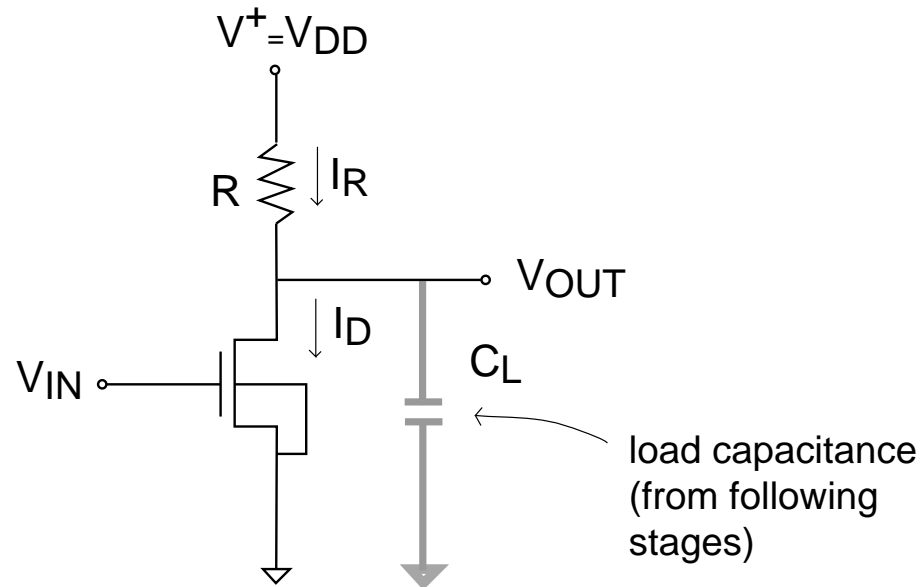 V+=VDD
R
IR
VOUT
ID
VIN
CL
load capacitance
(from following
stages)